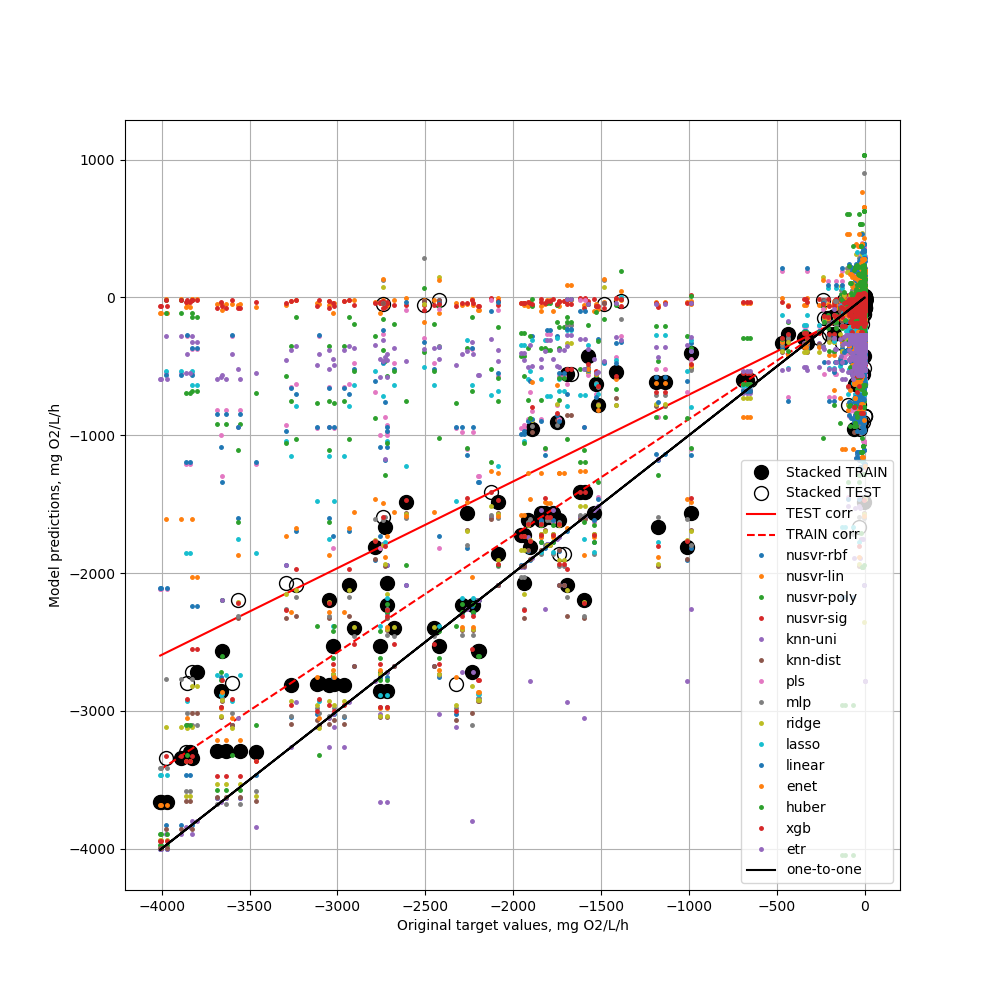 1000
0
−1000
−2000
−3000
−4000
Model predictions, mg O2/L/h
−4000 −3500 −3000 −2500 −2000 −1500 −1000 −500 0
Original target values, mg O2/L/h
Stacked TRAIN
Stacked TEST
TEST corr
TRAIN corr
nusvr-rbf
nusvr-lin
nusvr-poly
nusvr-sig
knn-uni
knn-dist
pls
mlp
ridge
lasso
linear
enet
huber
xgb
etr
one-to-one